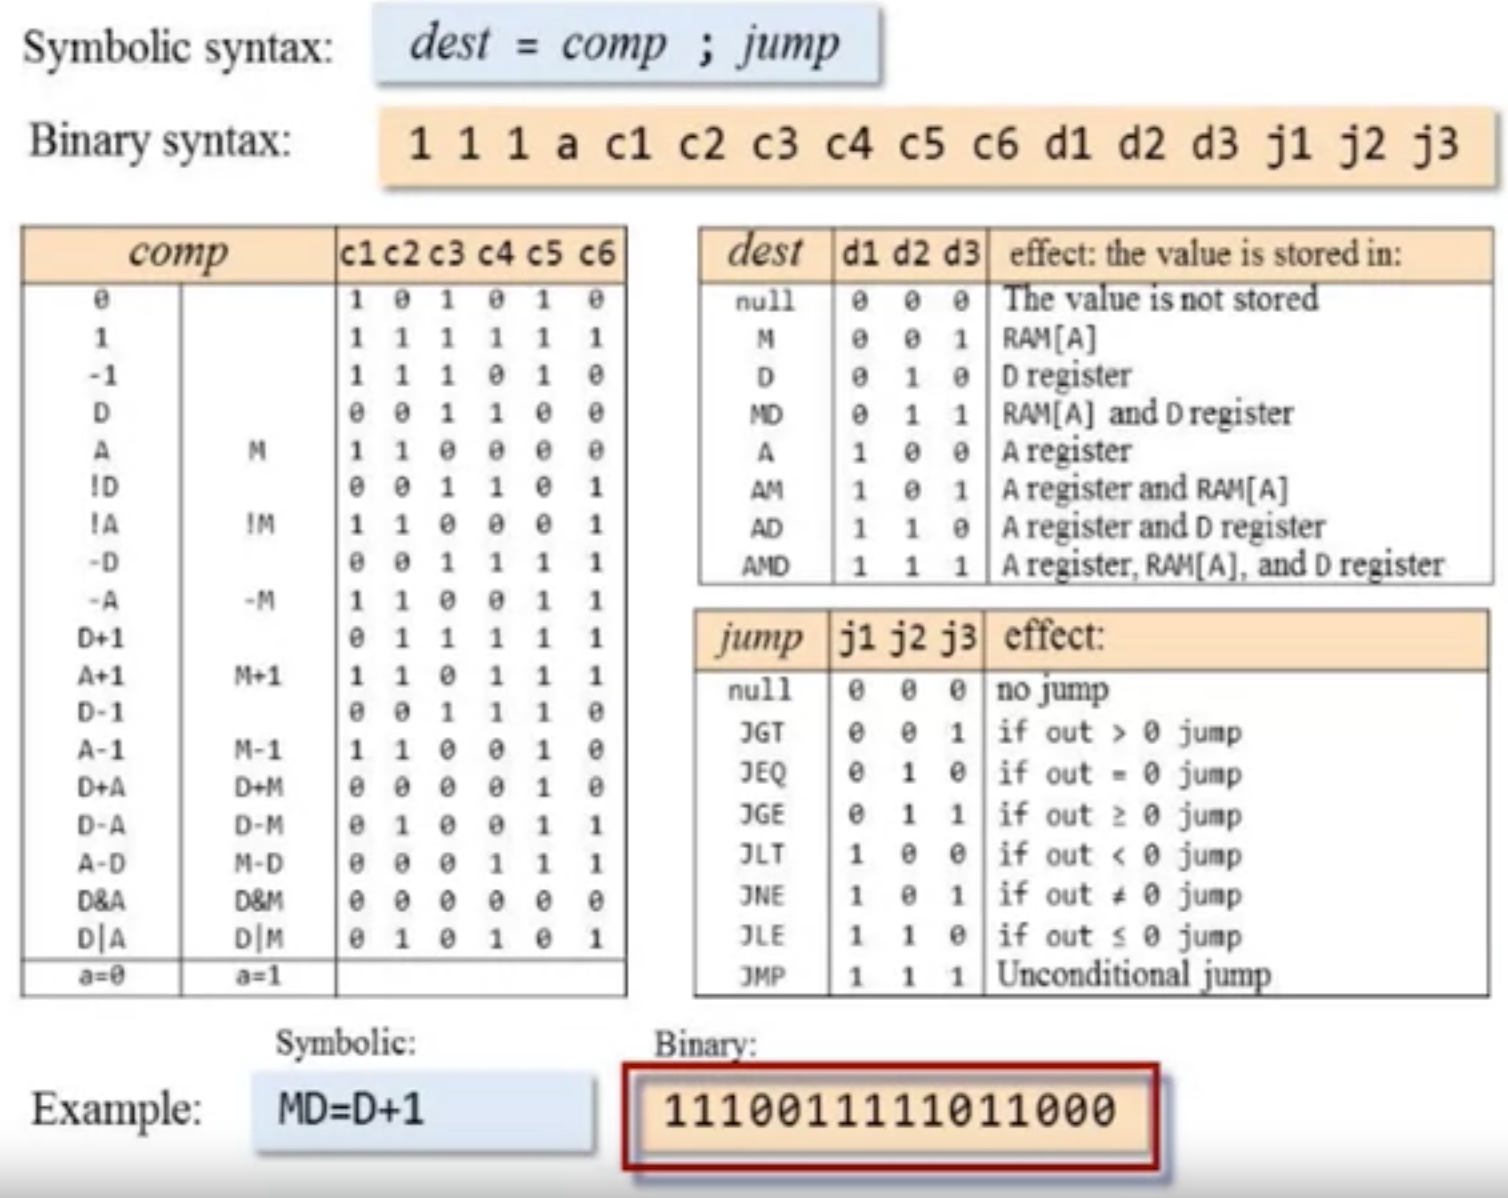 Symbolic syntax: dest = comp ; jump
Binary syntax: 1 1 1 a c1 c2 c3 c4 c5 c6 d1 d2 d3 j1 j2 j3
comp c1 c2 c3 c4 c5 c6
0 1 0 1 0 1 0
1 1 1 1 1 1 1
-1 1 1 1 0 1 0
D 0 0 1 1 0 0
A M 1 1 0 0 0 0
!D 0 0 1 1 0 1
!A !M 1 1 0 0 0 1
-D 0 0 1 1 1 1
-A -M 1 1 0 0 1 1
D+1 0 1 1 1 1 1
A+1 M+1 1 1 0 1 1 1
D-1 0 0 1 1 1 0
A-1 M-1 1 1 0 0 1 0
D+A D+M 0 0 0 0 1 0
D-A D-M 0 1 0 0 1 1
A-D M-D 0 0 0 1 1 1
D&A D&M 0 0 0 0 0 0
D|A D|M 0 1 0 1 0 1
a=0 a=1
dest d1 d2 d3 effect: the value is stored in:
null 0 0 0 The value is not stored
M 0 0 1 RAM[A]
D 0 1 0 D register
MD 0 1 1 RAM[A] and D register
A 1 0 0 A register
AM 1 0 1 A register and RAM[A]
AD 1 1 0 A register and D register
AMD 1 1 1 A register, RAM[A], and D register
jump j1 j2 j3 effect:
null 0 0 0 no jump
JGT 0 0 1 if out > 0 jump
JEQ 0 1 0 if out = 0 jump
JGE 0 1 1 if out ≥ 0 jump
JLT 1 0 0 if out < 0 jump
JNE 1 0 1 if out ≠ 0 jump
JLE 1 1 0 if out ≤ 0 jump
JMP 1 1 1 Unconditional jump
Symbolic: Binary:
Example: MD=D+1 1110011111011000